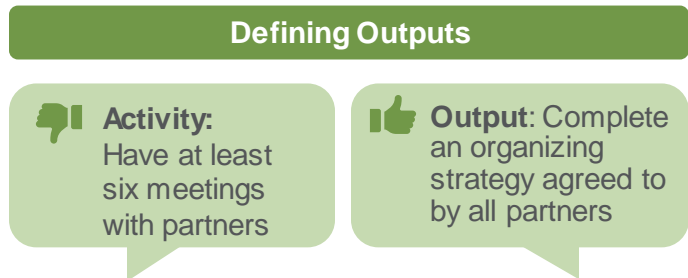 Defining Outputs
Activity:
Have at least
six meetings
with partners
Output: Complete
an organizing
strategy agreed to
by all partners